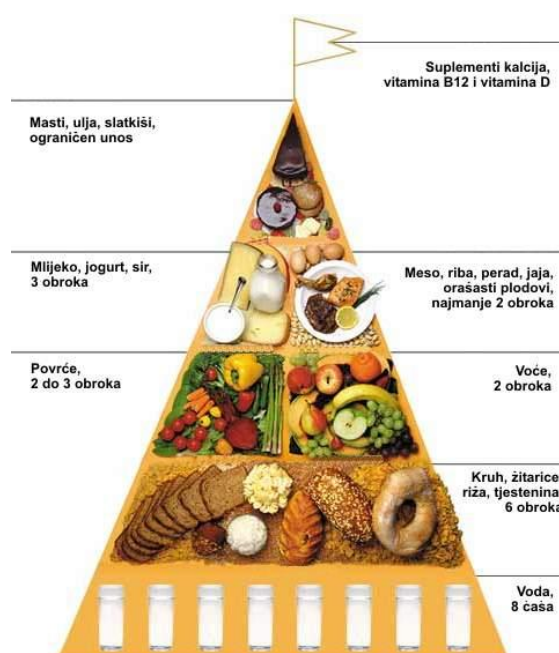 Suplementi kalcija,
vitamina B12 i vitamina D
Masti, ulja, slatkiši,
ograničen unos
Mlijeko, jogurt, sir,
3 obroka
Meso, riba, perad, jaja,
orašasti plodovi,
najmanje 2 obroka
Povrće,
2 do 3 obroka
Voće,
2 obroka
Kruh, žitarice
riža, tjestenina
6 obroka
Voda,
8 čaša